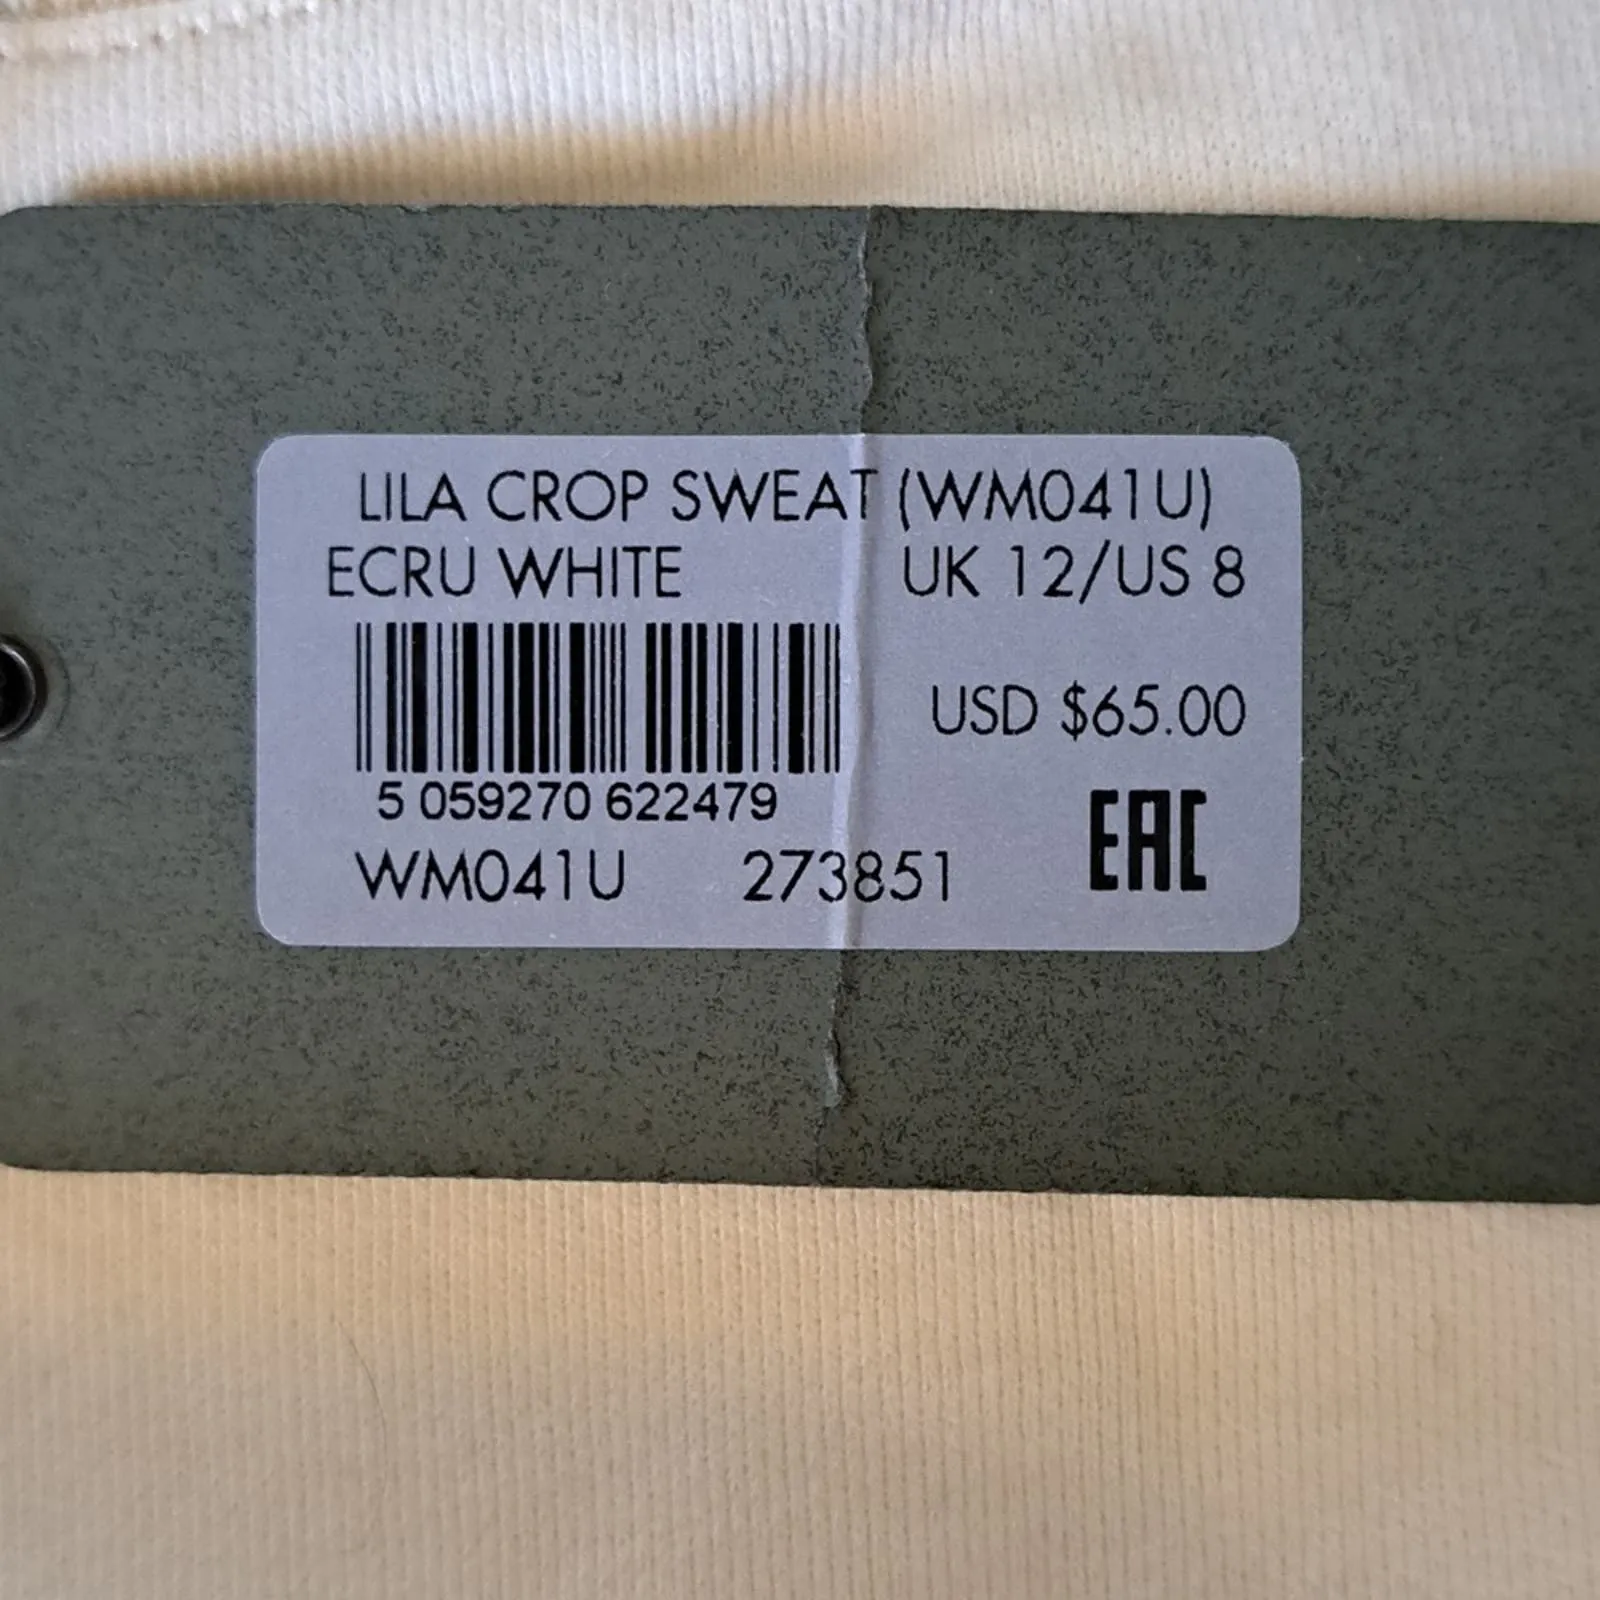 LILA CROP SWEAT (WM041U)
ECRU WHITE UK 12/US 8
USD $65.00
5 059270 622479
EAC
WM041U 273851